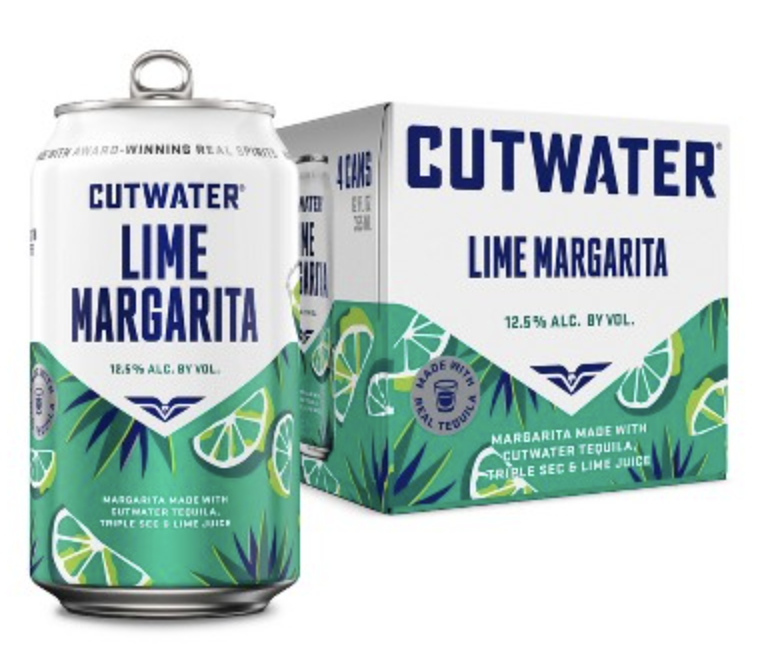 AWARD-WINNING REAL SPIRITS
CUTWATER®
LIME
MARGARITA
12.5% ALC. BY VOL.
MARGARITA MADE WITH
CUTWATER TEQUILA,
TRIPLE SEC & LIME JUICE
4 CANS
CUTWATER®
LIME MARGARITA
12.5% ALC. BY VOL.
MADE WITH
REAL TEQUILA
MARGARITA MADE WITH
CUTWATER TEQUILA,
TRIPLE SEC & LIME JUICE